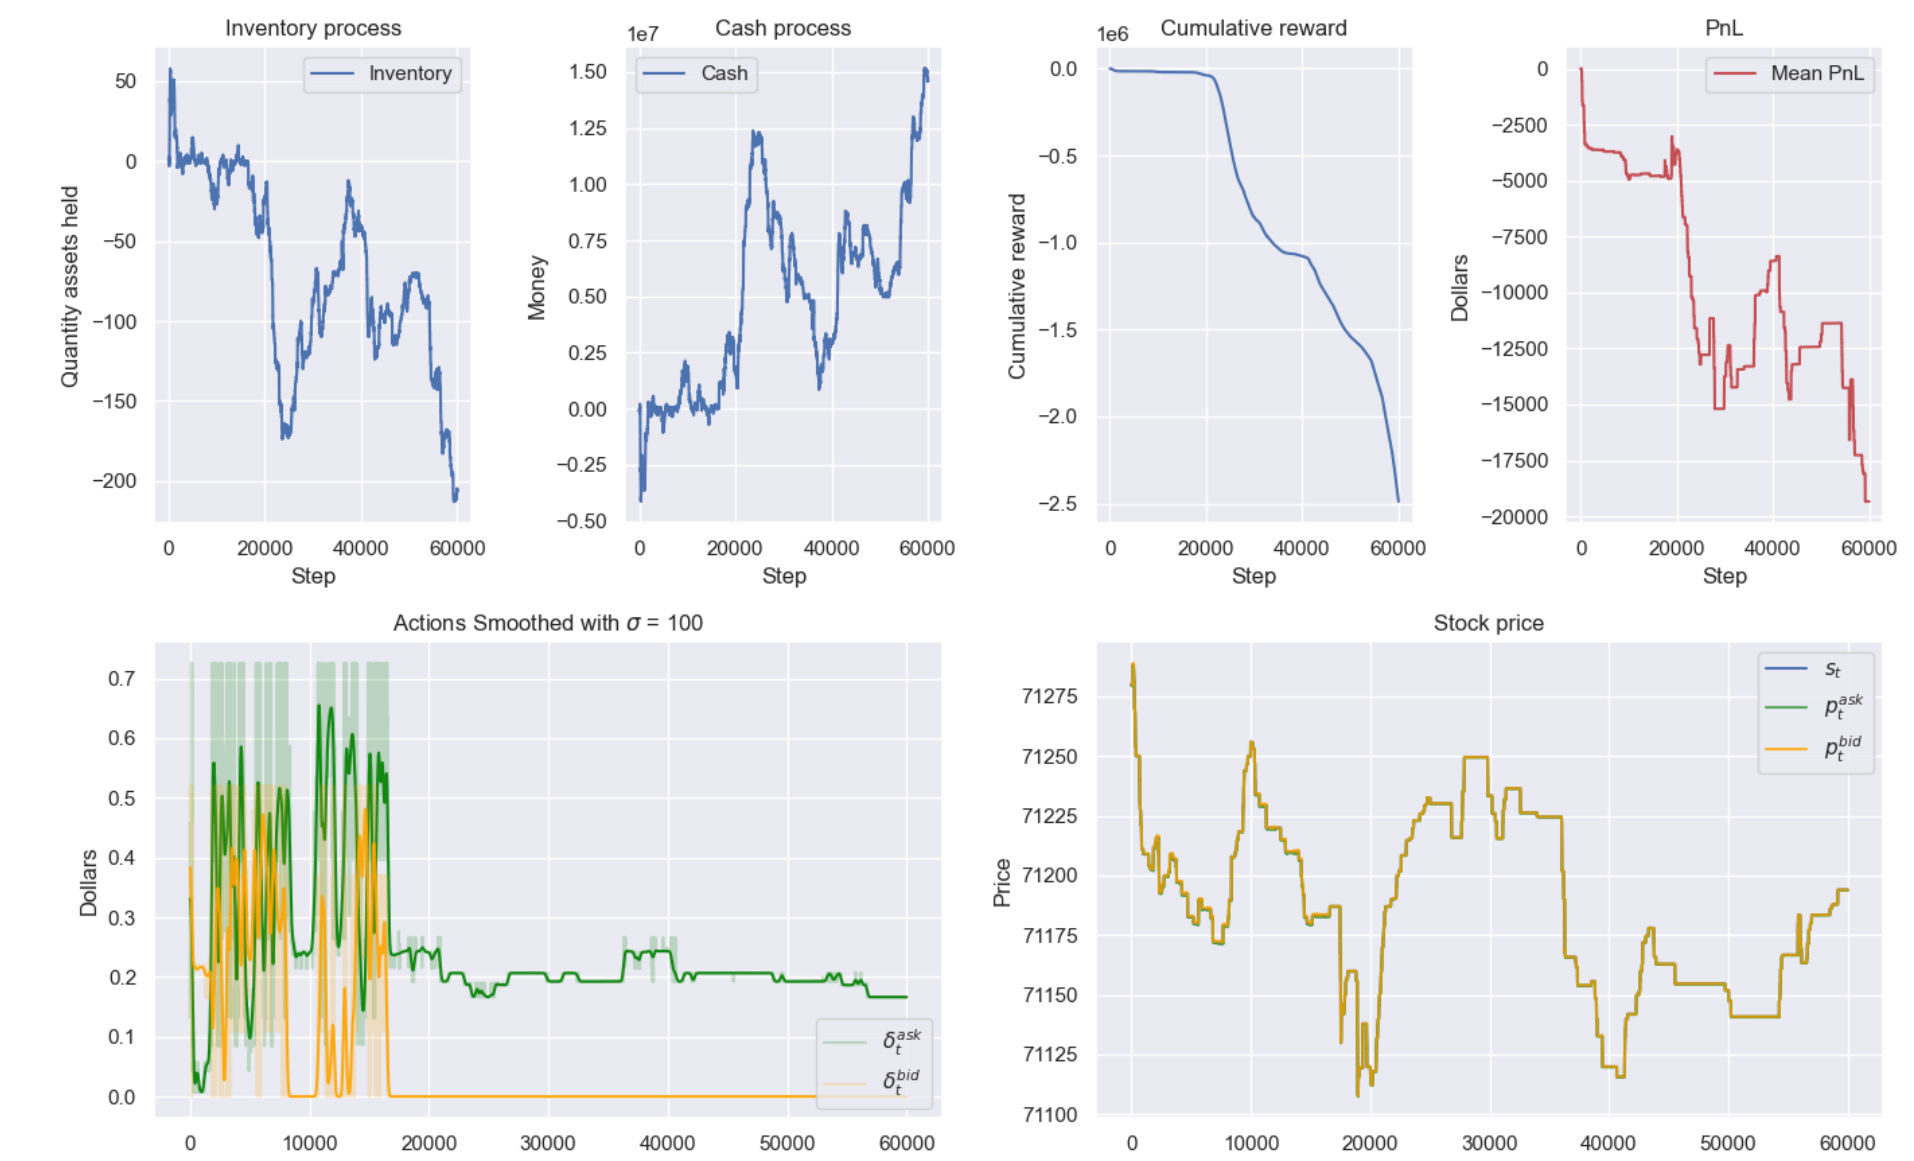 Inventory process
Inventory
50
0
−50
−100
−150
−200
Quantity assets held
0 20000 40000 60000
Step
Cash process
1e7
Cash
1.50
1.25
1.00
0.75
0.50
0.25
0.00
−0.25
−0.50
Money
0 20000 40000 60000
Step
Cumulative reward
1e6
0.0
−0.5
−1.0
−1.5
−2.0
−2.5
Cumulative reward
0 20000 40000 60000
Step
PnL
Mean PnL
0
−2500
−5000
−7500
−10000
−12500
−15000
−17500
−20000
Dollars
0 20000 40000 60000
Step
Actions Smoothed with σ = 100
0.7
0.6
0.5
0.4
0.3
0.2
0.1
0.0
Dollars
δ_t^ask
δ_t^bid
0 10000 20000 30000 40000 50000 60000
Stock price
s_t
p_t^ask
p_t^bid
71275
71250
71225
71200
71175
71150
71125
71100
Price
0 10000 20000 30000 40000 50000 60000